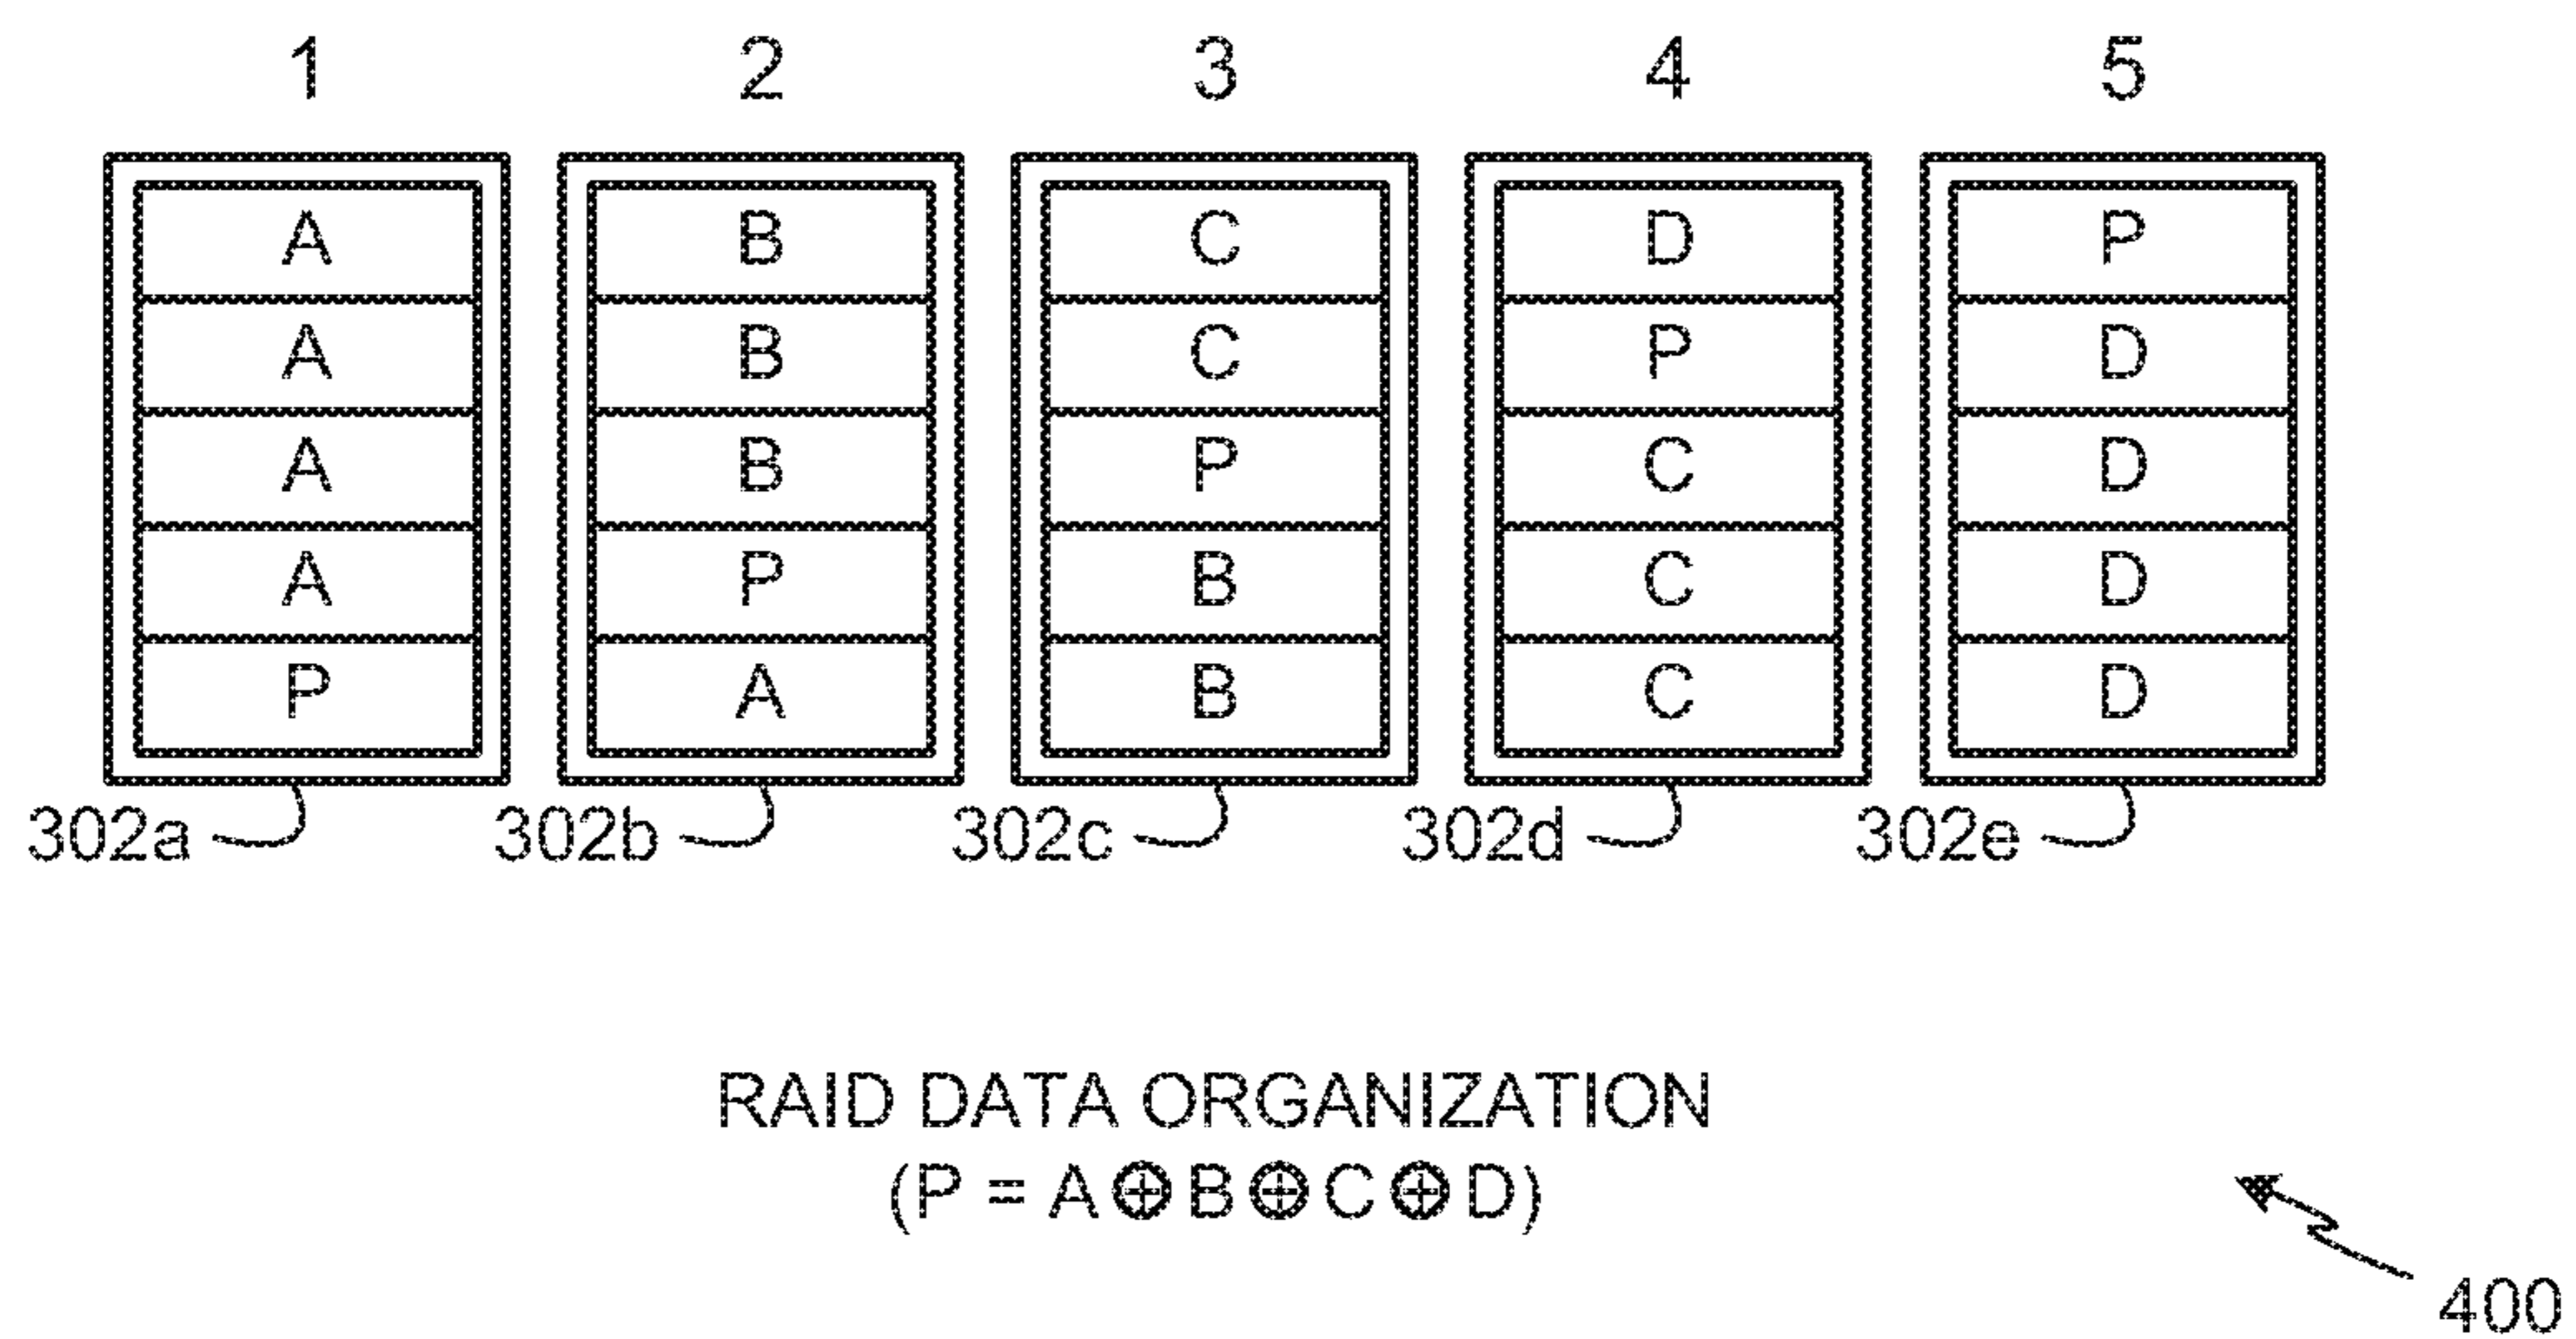 1 2 3 4 5
A B C D P
A B C P D
A B P C D
A P B C D
P A B C D
302a 302b 302c 302d 302e
RAID DATA ORGANIZATION
(P = A⊕B⊕C⊕D)
400